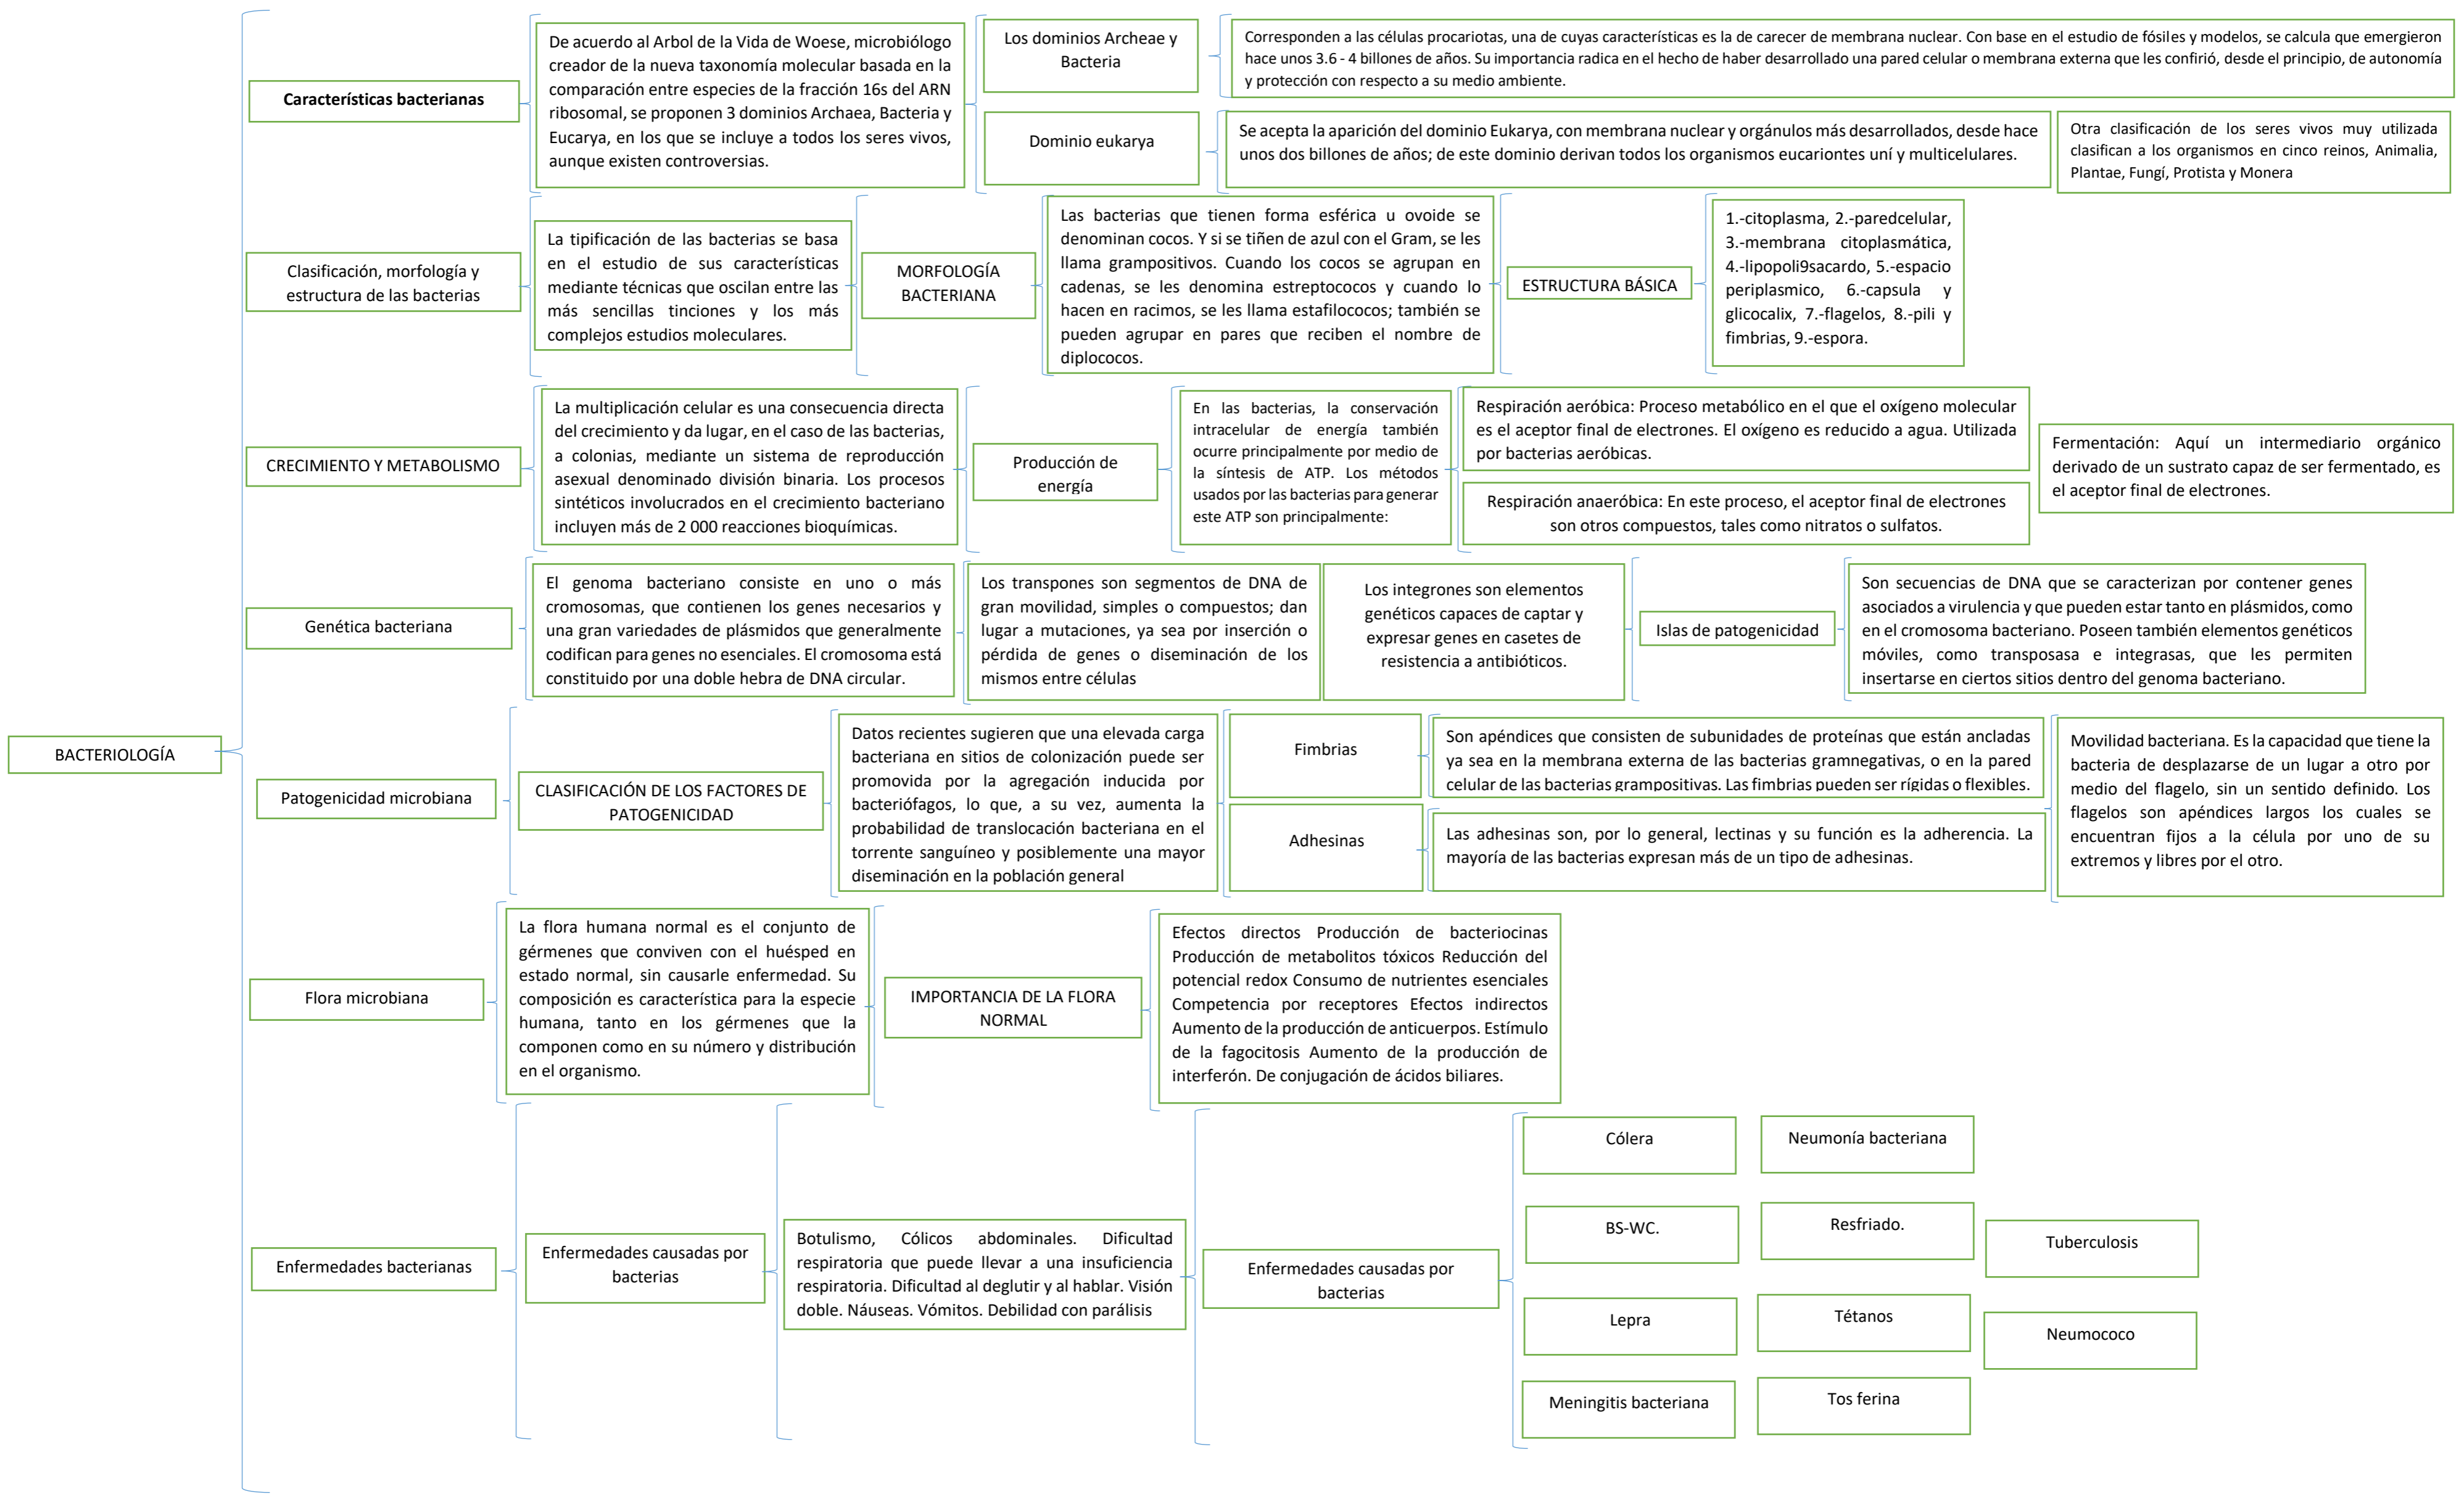 BACTERIOLOGÍA
Características bacterianas
De acuerdo al Arbol de la Vida de Woese, microbiólogo
creador de la nueva taxonomía molecular basada en la
comparación entre especies de la fracción 16s del ARN
ribosomal, se proponen 3 dominios Archaea, Bacteria y
Eucarya, en los que se incluye a todos los seres vivos,
aunque existen controversias.
Los dominios Archeae y
Bacteria
Corresponden a las células procariotas, una de cuyas características es la de carecer de membrana nuclear. Con base en el estudio de fósiles y modelos, se calcula que emergieron
hace unos 3.6 - 4 billones de años. Su importancia radica en el hecho de haber desarrollado una pared celular o membrana externa que les confirió, desde el principio, de autonomía
y protección con respecto a su medio ambiente.
Dominio eukarya
Se acepta la aparición del dominio Eukarya, con membrana nuclear y orgánulos más desarrollados, desde hace
unos dos billones de años; de este dominio derivan todos los organismos eucariontes uní y multicelulares.
Otra clasificación de los seres vivos muy utilizada
clasifican a los organismos en cinco reinos, Animalia,
Plantae, Fungí, Protista y Monera
Clasificación, morfología y
estructura de las bacterias
La tipificación de las bacterias se basa
en el estudio de sus características
mediante técnicas que oscilan entre las
más sencillas tinciones y los más
complejos estudios moleculares.
MORFOLOGÍA
BACTERIANA
Las bacterias que tienen forma esférica u ovoide se
denominan cocos. Y si se tiñen de azul con el Gram, se les
llama grampositivos. Cuando los cocos se agrupan en
cadenas, se les denomina estreptococos y cuando lo
hacen en racimos, se les llama estafilococos; también se
pueden agrupar en pares que reciben el nombre de
diplococos.
ESTRUCTURA BÁSICA
1.-citoplasma, 2.-paredcelular,
3.-membrana citoplasmática,
4.-lipopoli9sacardo, 5.-espacio
periplasmico, 6.-capsula y
glicocalix, 7.-flagelos, 8.-pili y
fimbrias, 9.-espora.
CRECIMIENTO Y METABOLISMO
La multiplicación celular es una consecuencia directa
del crecimiento y da lugar, en el caso de las bacterias,
a colonias, mediante un sistema de reproducción
asexual denominado división binaria. Los procesos
sintéticos involucrados en el crecimiento bacteriano
incluyen más de 2 000 reacciones bioquímicas.
Producción de
energía
En las bacterias, la conservación
intracelular de energía también
ocurre principalmente por medio de
la síntesis de ATP. Los métodos
usados por las bacterias para generar
este ATP son principalmente:
Respiración aeróbica: Proceso metabólico en el que el oxígeno molecular
es el aceptor final de electrones. El oxígeno es reducido a agua. Utilizada
por bacterias aeróbicas.
Respiración anaeróbica: En este proceso, el aceptor final de electrones
son otros compuestos, tales como nitratos o sulfatos.
Fermentación: Aquí un intermediario orgánico
derivado de un sustrato capaz de ser fermentado, es
el aceptor final de electrones.
Genética bacteriana
El genoma bacteriano consiste en uno o más
cromosomas, que contienen los genes necesarios y
una gran variedades de plásmidos que generalmente
codifican para genes no esenciales. El cromosoma está
constituido por una doble hebra de DNA circular.
Los transpones son segmentos de DNA de
gran movilidad, simples o compuestos; dan
lugar a mutaciones, ya sea por inserción o
pérdida de genes o diseminación de los
mismos entre células
Los integrones son elementos
genéticos capaces de captar y
expresar genes en casetes de
resistencia a antibióticos.
Islas de patogenicidad
Son secuencias de DNA que se caracterizan por contener genes
asociados a virulencia y que pueden estar tanto en plásmidos, como
en el cromosoma bacteriano. Poseen también elementos genéticos
móviles, como transposasa e integrasas, que les permiten
insertarse en ciertos sitios dentro del genoma bacteriano.
Patogenicidad microbiana
CLASIFICACIÓN DE LOS FACTORES DE
PATOGENICIDAD
Datos recientes sugieren que una elevada carga
bacteriana en sitios de colonización puede ser
promovida por la agregación inducida por
bacteriófagos, lo que, a su vez, aumenta la
probabilidad de translocación bacteriana en el
torrente sanguíneo y posiblemente una mayor
diseminación en la población general
Fimbrias
Son apéndices que consisten de subunidades de proteínas que están ancladas
ya sea en la membrana externa de las bacterias gramnegativas, o en la pared
celular de las bacterias grampositivas. Las fimbrias pueden ser rígidas o flexibles.
Adhesinas
Las adhesinas son, por lo general, lectinas y su función es la adherencia. La
mayoría de las bacterias expresan más de un tipo de adhesinas.
Movilidad bacteriana. Es la capacidad que tiene la
bacteria de desplazarse de un lugar a otro por
medio del flagelo, sin un sentido definido. Los
flagelos son apéndices largos los cuales se
encuentran fijos a la célula por uno de su
extremos y libres por el otro.
Flora microbiana
La flora humana normal es el conjunto de
gérmenes que conviven con el huésped en
estado normal, sin causarle enfermedad. Su
composición es característica para la especie
humana, tanto en los gérmenes que la
componen como en su número y distribución
en el organismo.
IMPORTANCIA DE LA FLORA
NORMAL
Efectos directos Producción de bacteriocinas
Producción de metabolitos tóxicos Reducción del
potencial redox Consumo de nutrientes esenciales
Competencia por receptores Efectos indirectos
Aumento de la producción de anticuerpos. Estímulo
de la fagocitosis Aumento de la producción de
interferón. De conjugación de ácidos biliares.
Enfermedades bacterianas
Enfermedades causadas por
bacterias
Botulismo, Cólicos abdominales. Dificultad
respiratoria que puede llevar a una insuficiencia
respiratoria. Dificultad al deglutir y al hablar. Visión
doble. Náuseas. Vómitos. Debilidad con parálisis
Enfermedades causadas por
bacterias
Cólera
Neumonía bacteriana
BS-WC.
Resfriado.
Tuberculosis
Lepra
Tétanos
Neumococo
Meningitis bacteriana
Tos ferina